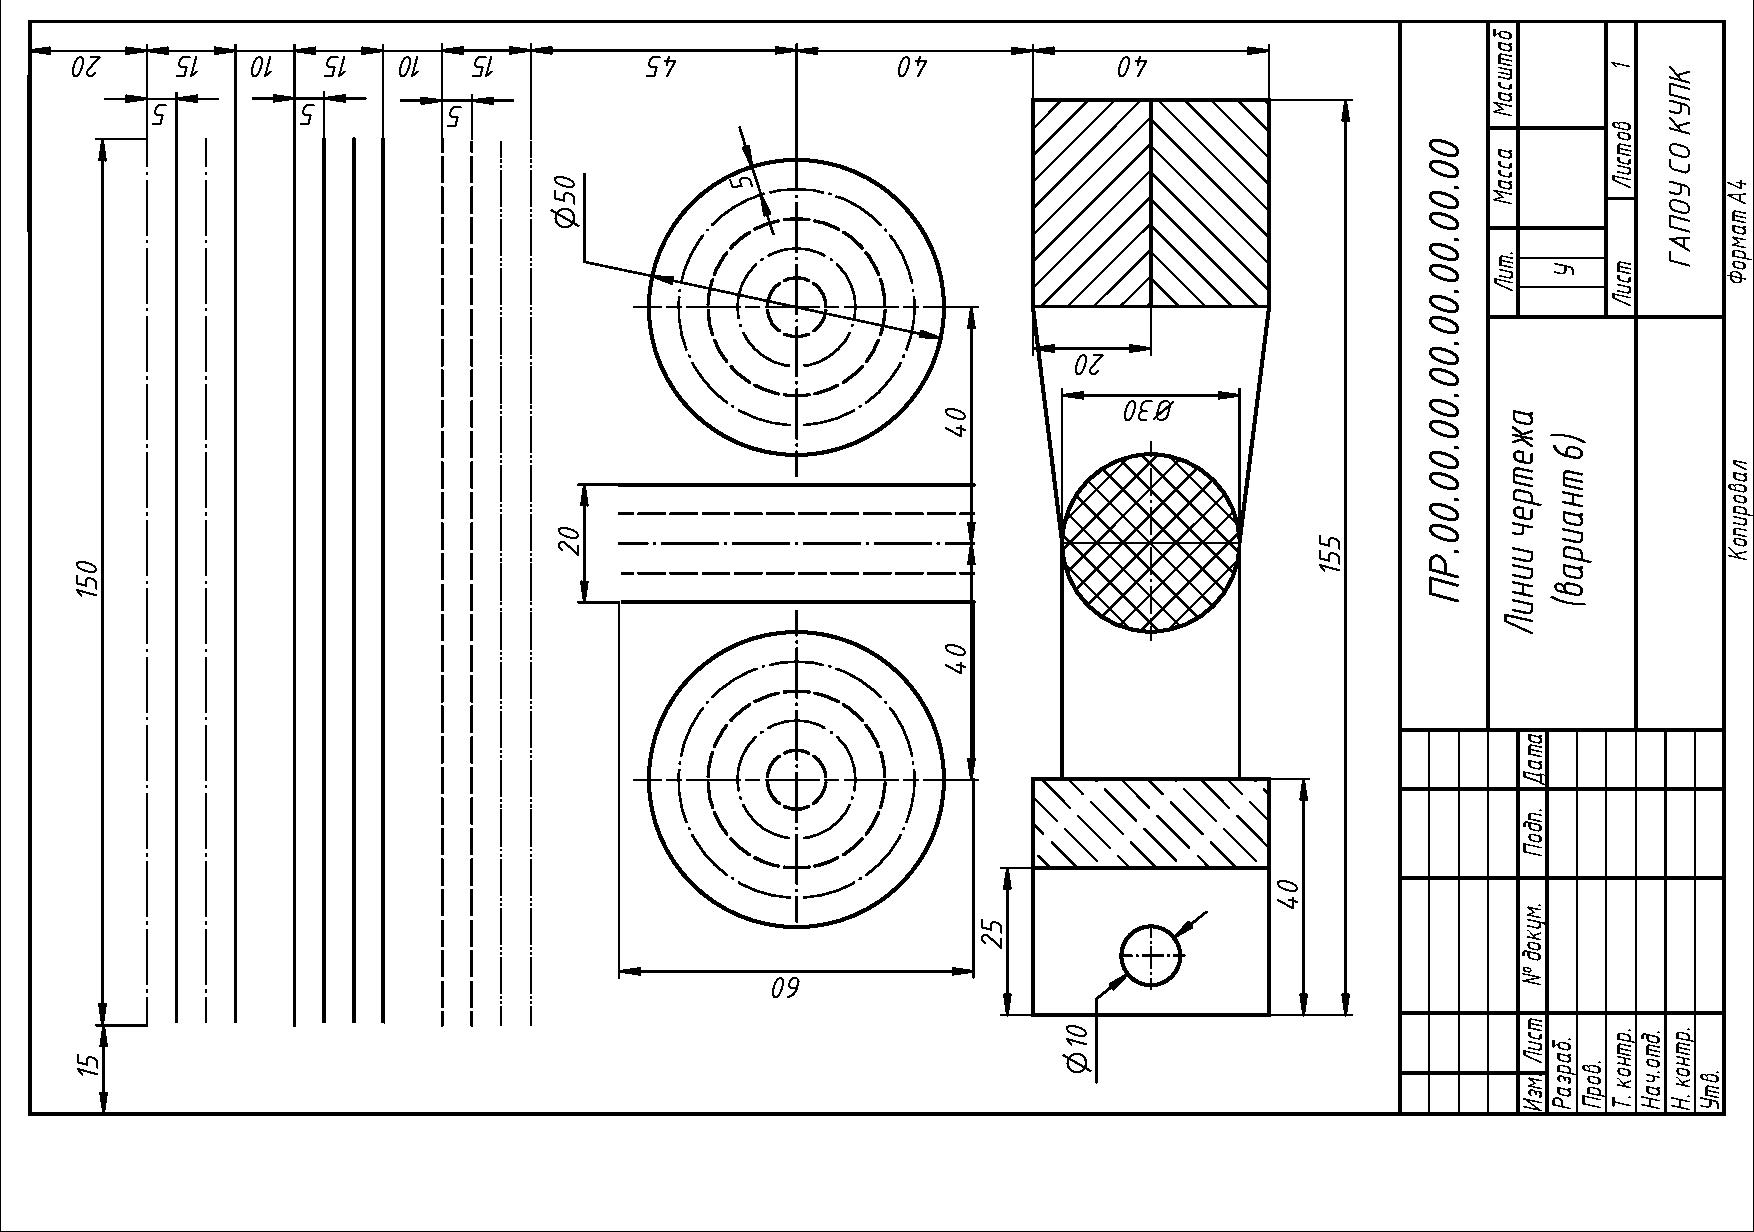 20
15
10
15
10
15
45
40
40
5
5
5
150
15
Ø50
5
40
20
40
60
20
Ø30
155
25
40
Ø10
ПР.00.00.00.00.00.00.00.00
Линии чертежа
(вариант 6)
Лит. Масса Масштаб
У
Лист Листов 1
ГАПОУ СО КУПК
Изм. Лист № докум. Подп. Дата
Разраб.
Пров.
Т. контр.
Нач.отд.
Н. контр.
Утв.
Копировал Формат А4